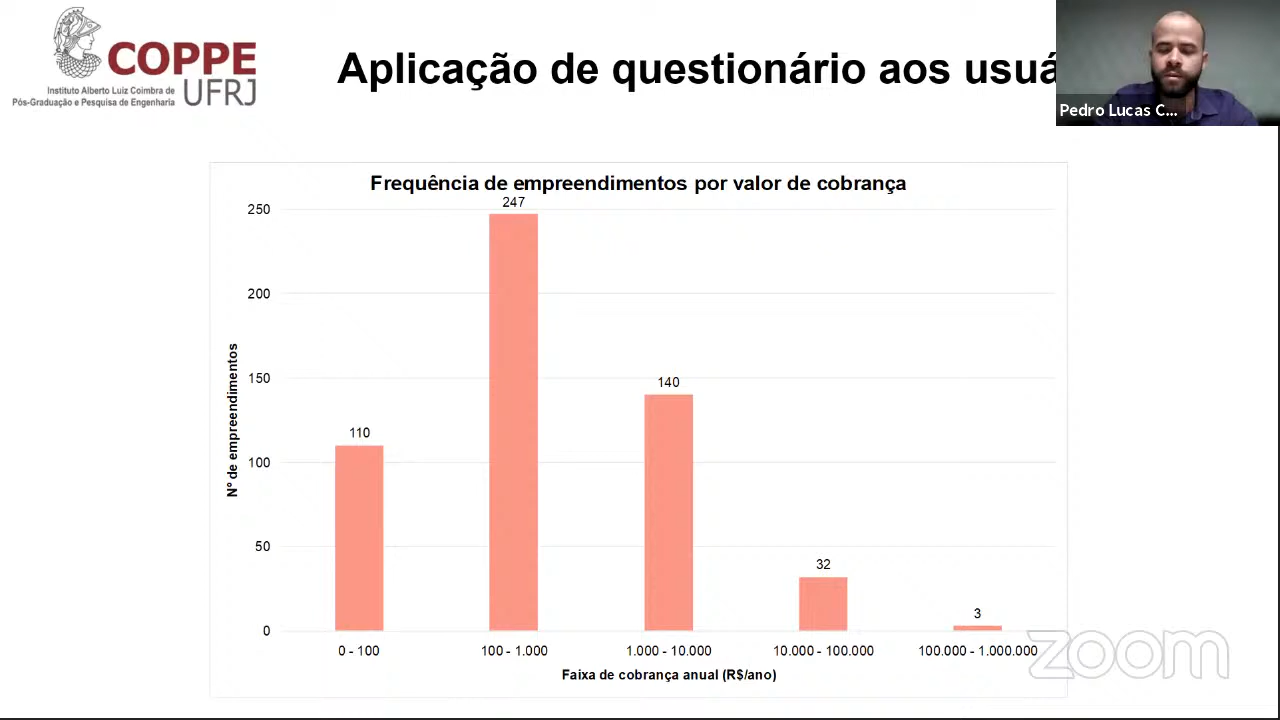 COPPE
UFRJ
Instituto Alberto Luiz Coimbra de
Pós-Graduação e Pesquisa de Engenharia
Aplicação de questionário aos usuá
Pedro Lucas C...
Frequência de empreendimentos por valor de cobrança
250
200
150
100
50
0
Nº de empreendimentos
247
140
110
32
3
0 - 100
100 - 1.000
1.000 - 10.000
10.000 - 100.000
100.000 - 1.000.000
Faixa de cobrança anual (R$/ano)
zoom